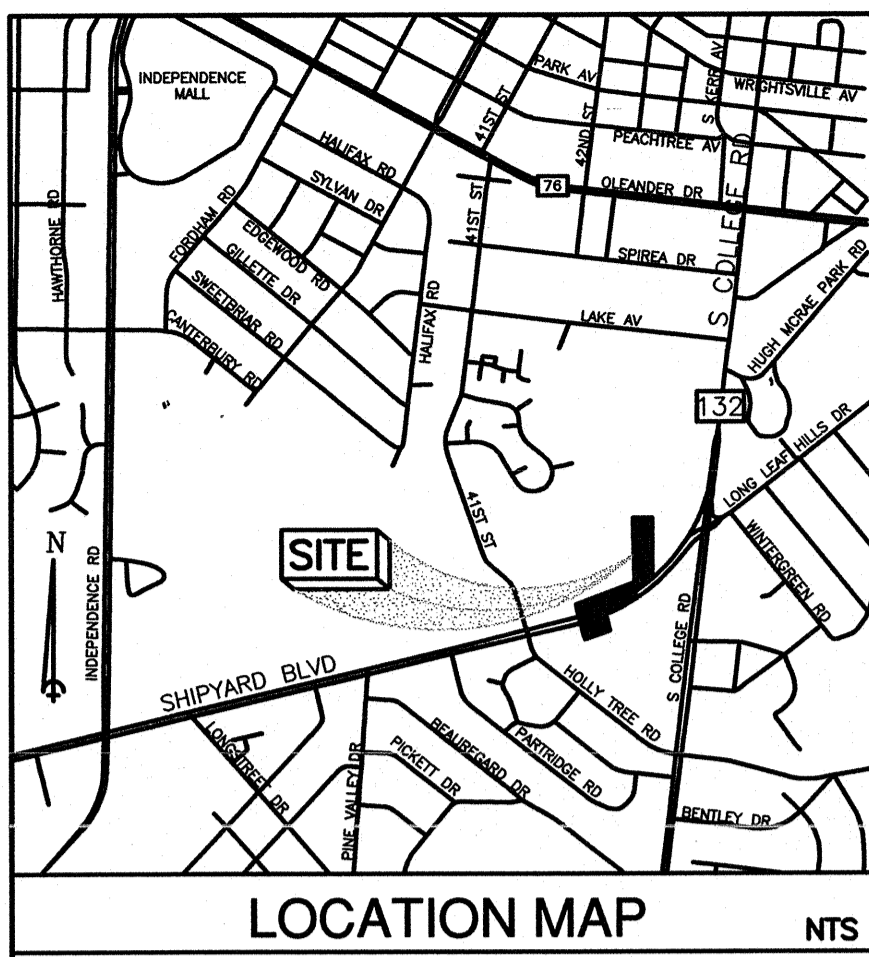 INDEPENDENCE
MALL
PARK AV
S KERR AV
WRIGHTSVILLE AV
41ST ST
42ND ST
PEACHTREE AV
HALIFAX RD
SYLVAN DR
76
OLEANDER DR
41ST ST
S COLLEGE RD
HAWTHORNE RD
FORDHAM RD
EDGEWOOD RD
GILLETTE DR
SWEETBRIAR RD
CANTERBURY RD
HALIFAX RD
SPIREA DR
LAKE AV
HUGH MCRAE PARK RD
132
LONG LEAF HILLS DR
WINTERGREEN RD
41ST ST
N
SITE
INDEPENDENCE RD
SHIPYARD BLVD
S COLLEGE RD
HOLLY TREE RD
LONGSTREET DR
PINE VALLEY DR
PICKETT DR
BEAUBEGARD DR
PARTRIDGE RD
BENTLEY DR
LOCATION MAP
NTS